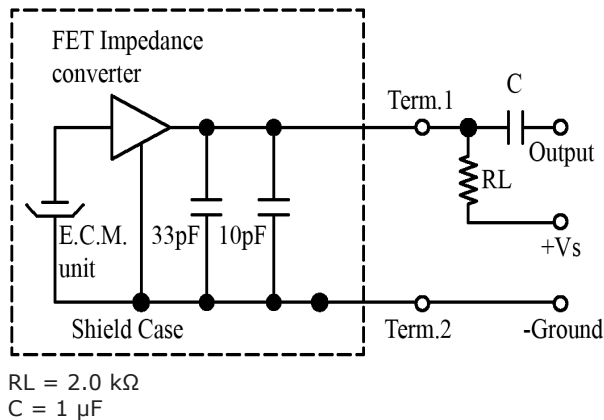 FET Impedance
converter
Term.1
C
Output
RL
+Vs
E.C.M.
unit
33pF
10pF
Shield Case
Term.2
-Ground
RL = 2.0 kΩ
C = 1 μF